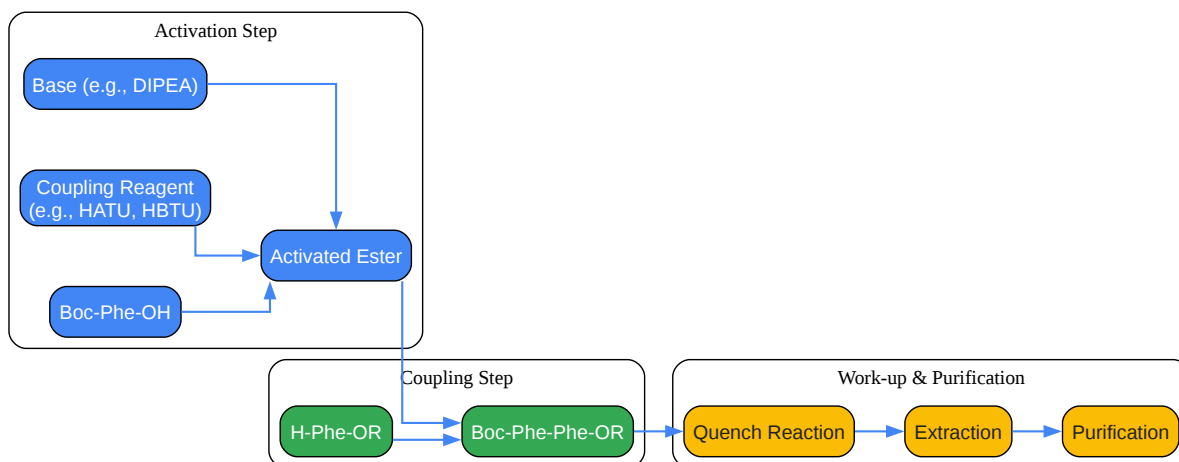 Activation Step
Base (e.g., DIPEA)
Coupling Reagent
(e.g., HATU, HBTU)
Activated Ester
Boc-Phe-OH
Coupling Step
H-Phe-OR
Boc-Phe-Phe-OR
Work-up & Purification
Quench Reaction
Extraction
Purification